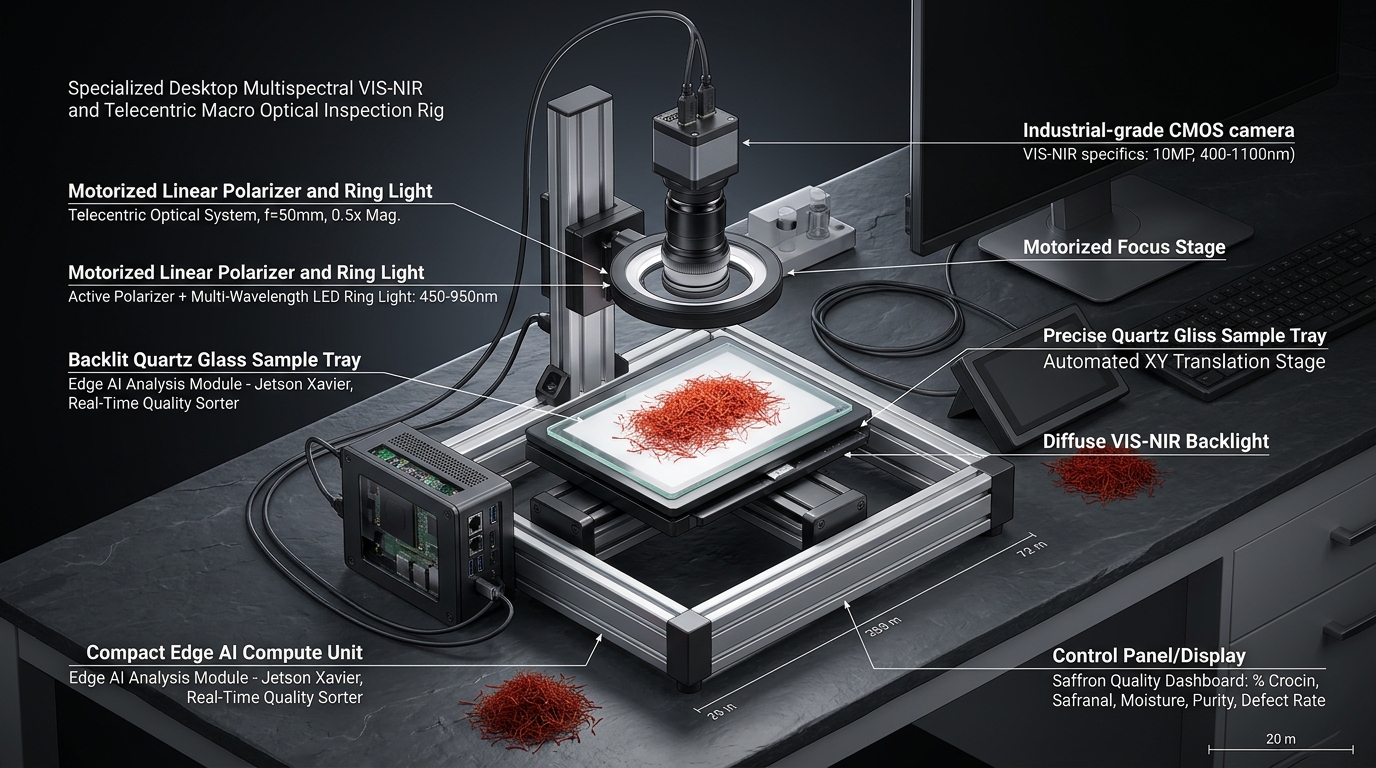 Specialized Desktop Multispectral VIS-NIR
and Telecentric Macro Optical Inspection Rig
Motorized Linear Polarizer and Ring Light
Telecentric Optical System, f=50mm, 0.5x Mag.
Motorized Linear Polarizer and Ring Light
Active Polarizer + Multi-Wavelength LED Ring Light: 450-950nm
Backlit Quartz Glass Sample Tray
Edge AI Analysis Module - Jetson Xavier,
Real-Time Quality Sorter
Compact Edge AI Compute Unit
Edge AI Analysis Module - Jetson Xavier,
Real-Time Quality Sorter
Industrial-grade CMOS camera
VIS-NIR specifics: 10MP, 400-1100nm)
Motorized Focus Stage
Precise Quartz Gliss Sample Tray
Automated XY Translation Stage
Diffuse VIS-NIR Backlight
72 m
Control Panel/Display
Saffron Quality Dashboard: % Crocin,
Safranal, Moisture, Purity, Defect Rate
20 m